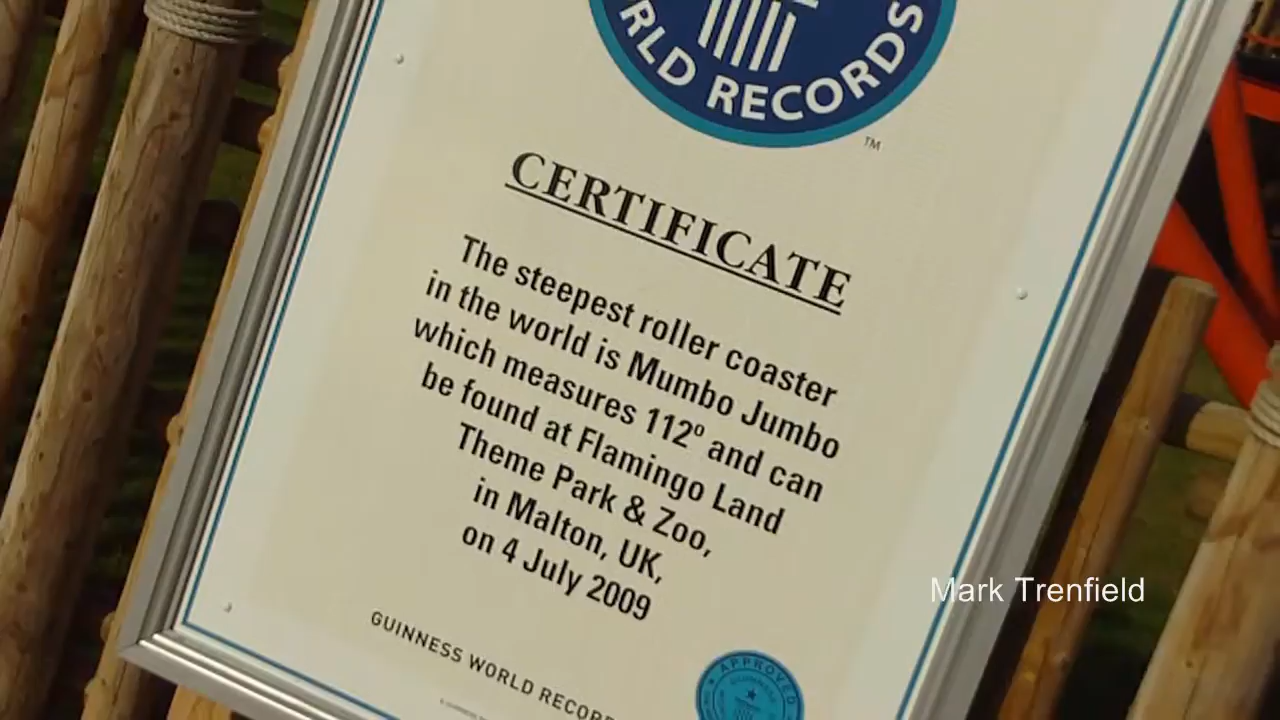 RLD RECORDS
TM
CERTIFICATE
The steepest roller coaster
in the world is Mumbo Jumbo
which measures 112º and can
be found at Flamingo Land
Theme Park & Zoo,
in Malton, UK,
on 4 July 2009
Mark Trenfield
GUINNESS WORLD RECOR
APPROVED